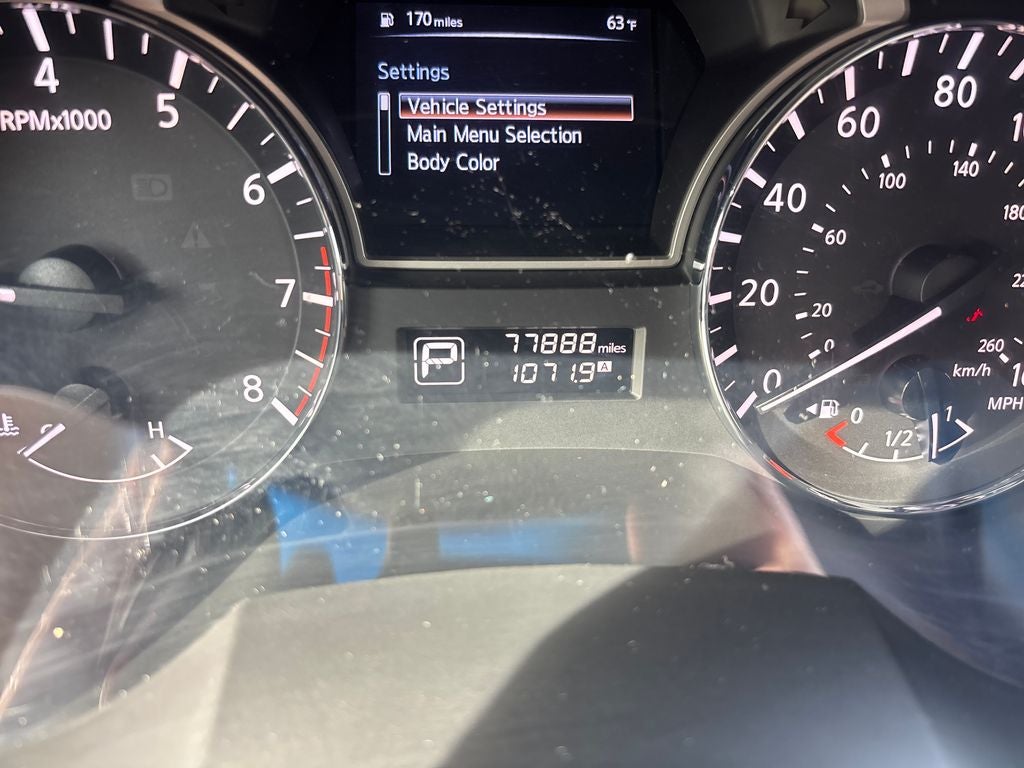 170 miles 63 °F
Settings
Vehicle Settings
Main Menu Selection
Body Color
4
5
6
7
8
RPMx1000
H
P
77888 miles
1071.9 A
0
20
40
60
80
0
20
60
100
140
260
km/h
MPH
0
1/2
1